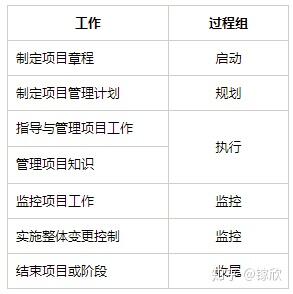 工作 过程组
制定项目章程 启动
制定项目管理计划 规划
指导与管理项目工作
执行
管理项目知识
监控项目工作 监控
实施整体变更控制 监控
结束项目或阶段 收尾
知乎 @镓欣